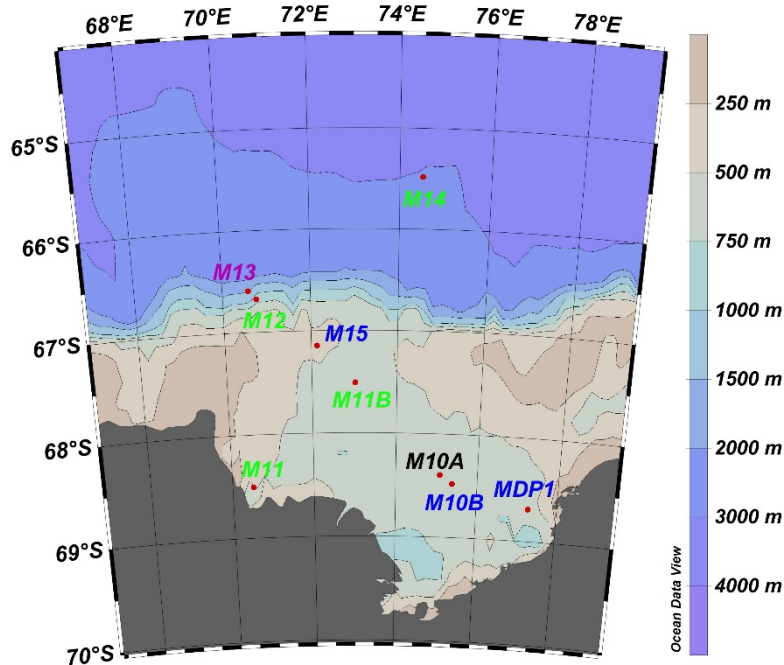 68°E 70°E 72°E 74°E 76°E 78°E
65°S
66°S
67°S
68°S
69°S
70°S
M14
M13
M12
M15
M11B
M11
M10A
M10B
MDP1
250 m
500 m
750 m
1000 m
1500 m
2000 m
3000 m
4000 m
Ocean Data View